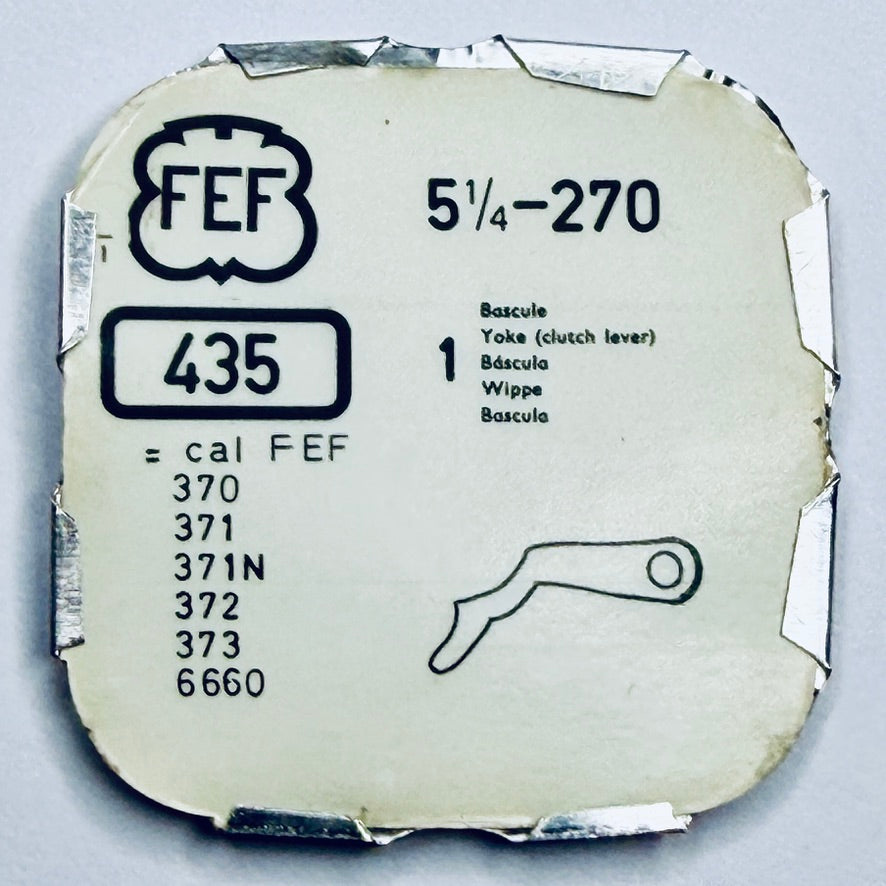 FEF
5¼-270
435
1
Bascule
Yoke (clutch lever)
Báscula
Wippe
Bascula
= cal FEF
370
371
371N
372
373
6660